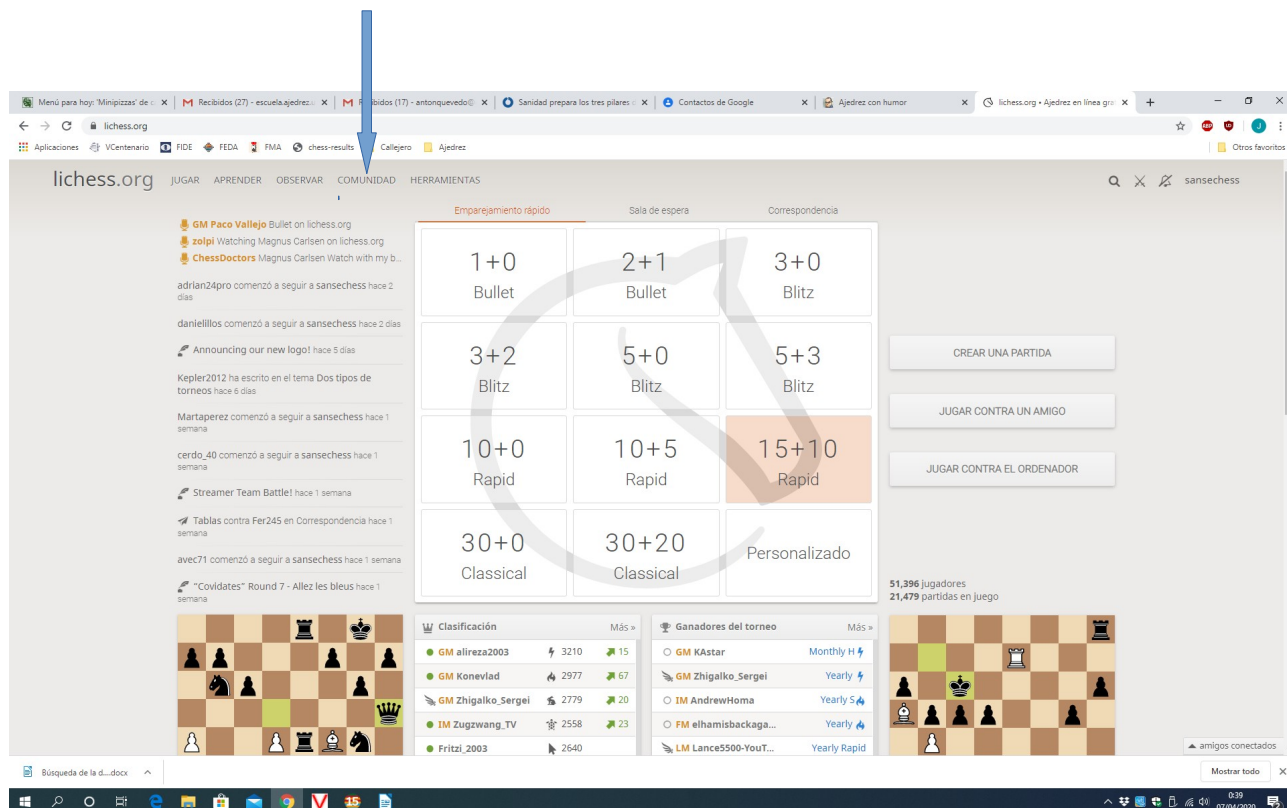 Menú para hoy: 'Minipizzas' de
Recibidos (27) - escuela.ajedrez.
Recibidos (17) - antonquevedo@
Sanidad prepara los tres pilares
Contactos de Google
Ajedrez con humor
lichess.org • Ajedrez en línea gra
lichess.org
ABP
J
Aplicaciones
VCentenario
FIDE
FEDA
FMA
chess-results
Callejero
Ajedrez
Otros favoritos
lichess.org JUGAR APRENDER OBSERVAR COMUNIDAD HERRAMIENTAS
sansechess
GM Paco Vallejo Bullet on lichess.org
zolpi Watching Magnus Carlsen on lichess.org
ChessDoctors Magnus Carlsen Watch with my b...
adrian24pro comenzó a seguir a sansechess hace 2
días
danielillos comenzó a seguir a sansechess hace 2 días
Announcing our new logo! hace 5 días
Kepler2012 ha escrito en el tema Dos tipos de
torneos hace 6 días
Martaperez comenzó a seguir a sansechess hace 1
semana
cerdo_40 comenzó a seguir a sansechess hace 1
semana
Streamer Team Battle! hace 1 semana
Tablas contra Fer245 en Correspondencia hace 1
semana
avec71 comenzó a seguir a sansechess hace 1 semana
"Covidates" Round 7 - Allez les bleus hace 1
semana
Emparejamiento rápido Sala de espera Correspondencia
1+0
Bullet
2+1
Bullet
3+0
Blitz
3+2
Blitz
5+0
Blitz
5+3
Blitz
10+0
Rapid
10+5
Rapid
15+10
Rapid
30+0
Classical
30+20
Classical
Personalizado
CREAR UNA PARTIDA
JUGAR CONTRA UN AMIGO
JUGAR CONTRA EL ORDENADOR
51,396 jugadores
21,479 partidas en juego
Clasificación Más »
GM alireza2003 3210 15
GM Konevlad 2977 67
GM Zhigalko_Sergei 2779 20
IM Zugzwang_TV 2558 23
Fritzi_2003 2640
Ganadores del torneo Más »
GM KAstar Monthly H
GM Zhigalko_Sergei Yearly
IM AndrewHoma Yearly S
FM elhamisbackaga... Yearly
LM Lance5500-YouT... Yearly Rapid
amigos conectados
Búsqueda de la d....docx
Mostrar todo
15
0:39
07/04/2020